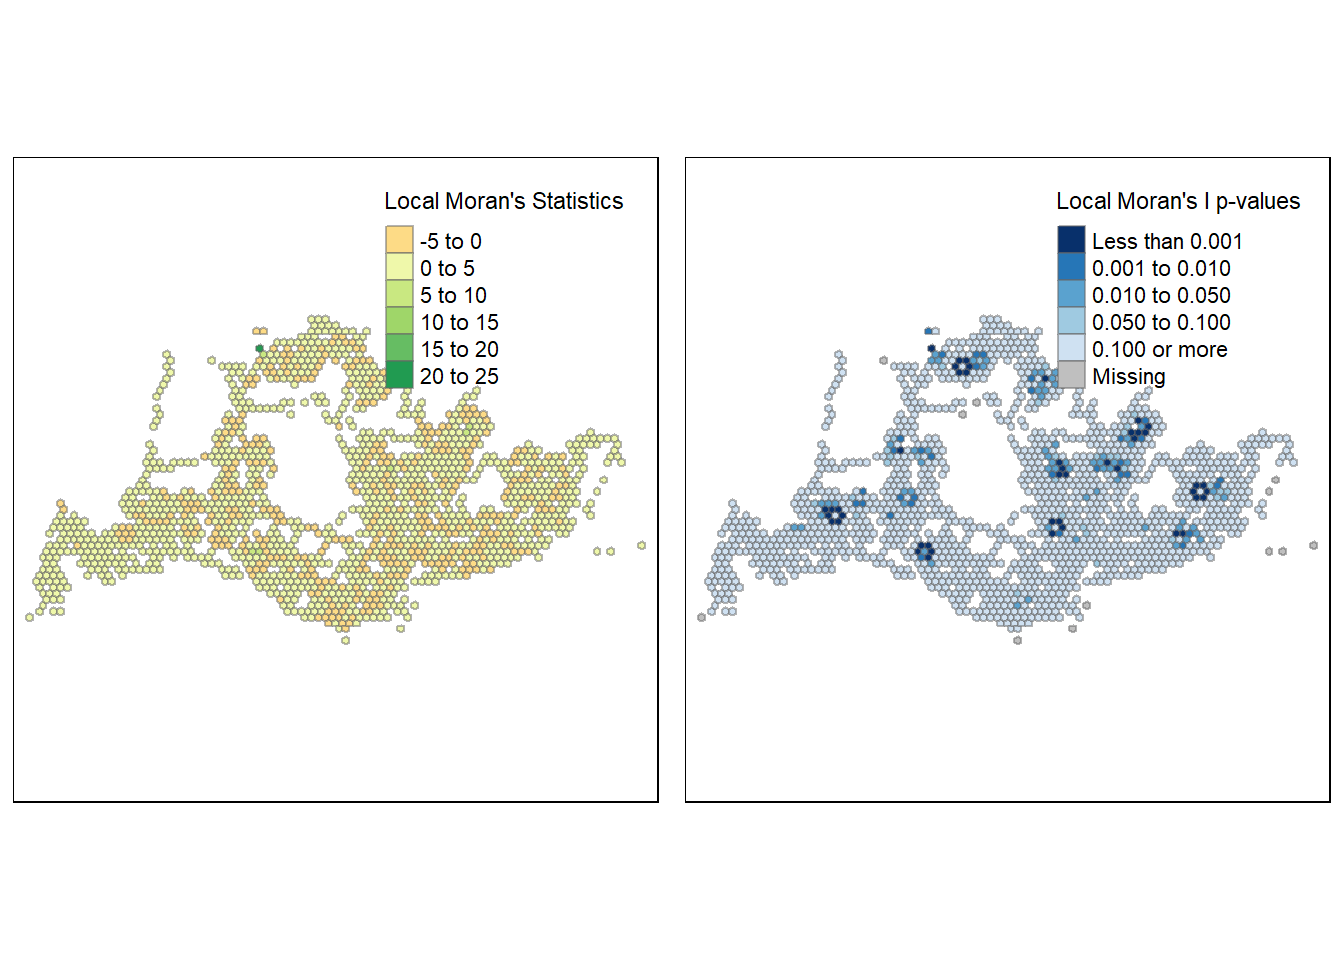 Local Moran's Statistics
-5 to 0
0 to 5
5 to 10
10 to 15
15 to 20
20 to 25
Local Moran's I p-values
Less than 0.001
0.001 to 0.010
0.010 to 0.050
0.050 to 0.100
0.100 or more
Missing